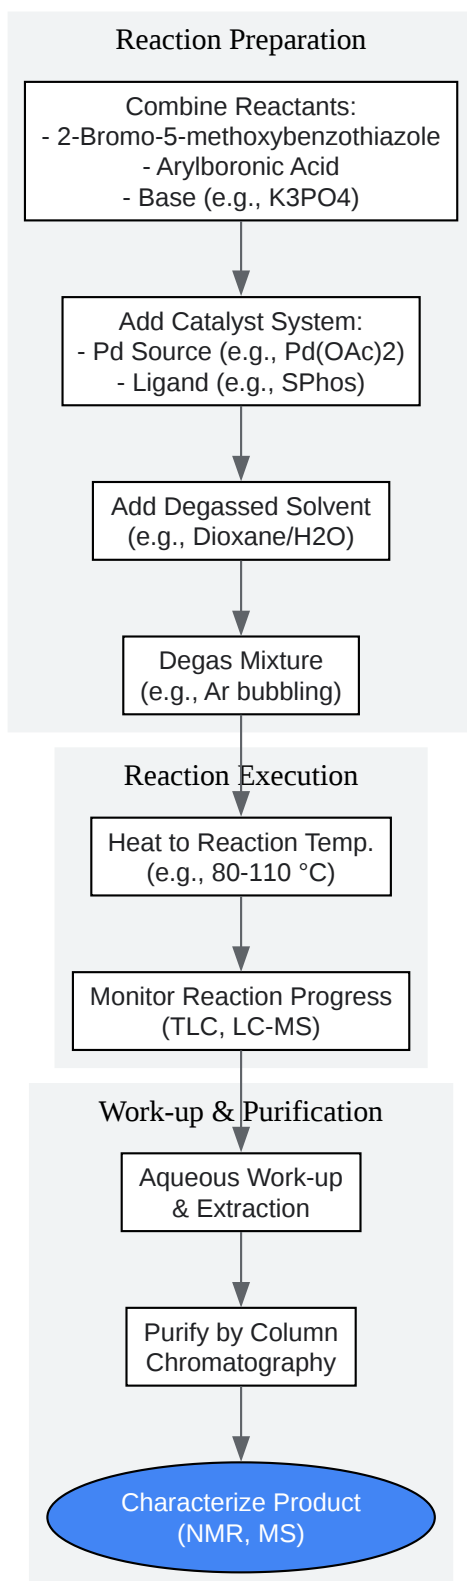 Reaction Preparation
Combine Reactants:
- 2-Bromo-5-methoxybenzothiazole
- Arylboronic Acid
- Base (e.g., K3PO4)
Add Catalyst System:
- Pd Source (e.g., Pd(OAc)2)
- Ligand (e.g., SPhos)
Add Degassed Solvent
(e.g., Dioxane/H2O)
Degas Mixture
(e.g., Ar bubbling)
Reaction Execution
Heat to Reaction Temp.
(e.g., 80-110 °C)
Monitor Reaction Progress
(TLC, LC-MS)
Work-up & Purification
Aqueous Work-up
& Extraction
Purify by Column
Chromatography
Characterize Product
(NMR, MS)